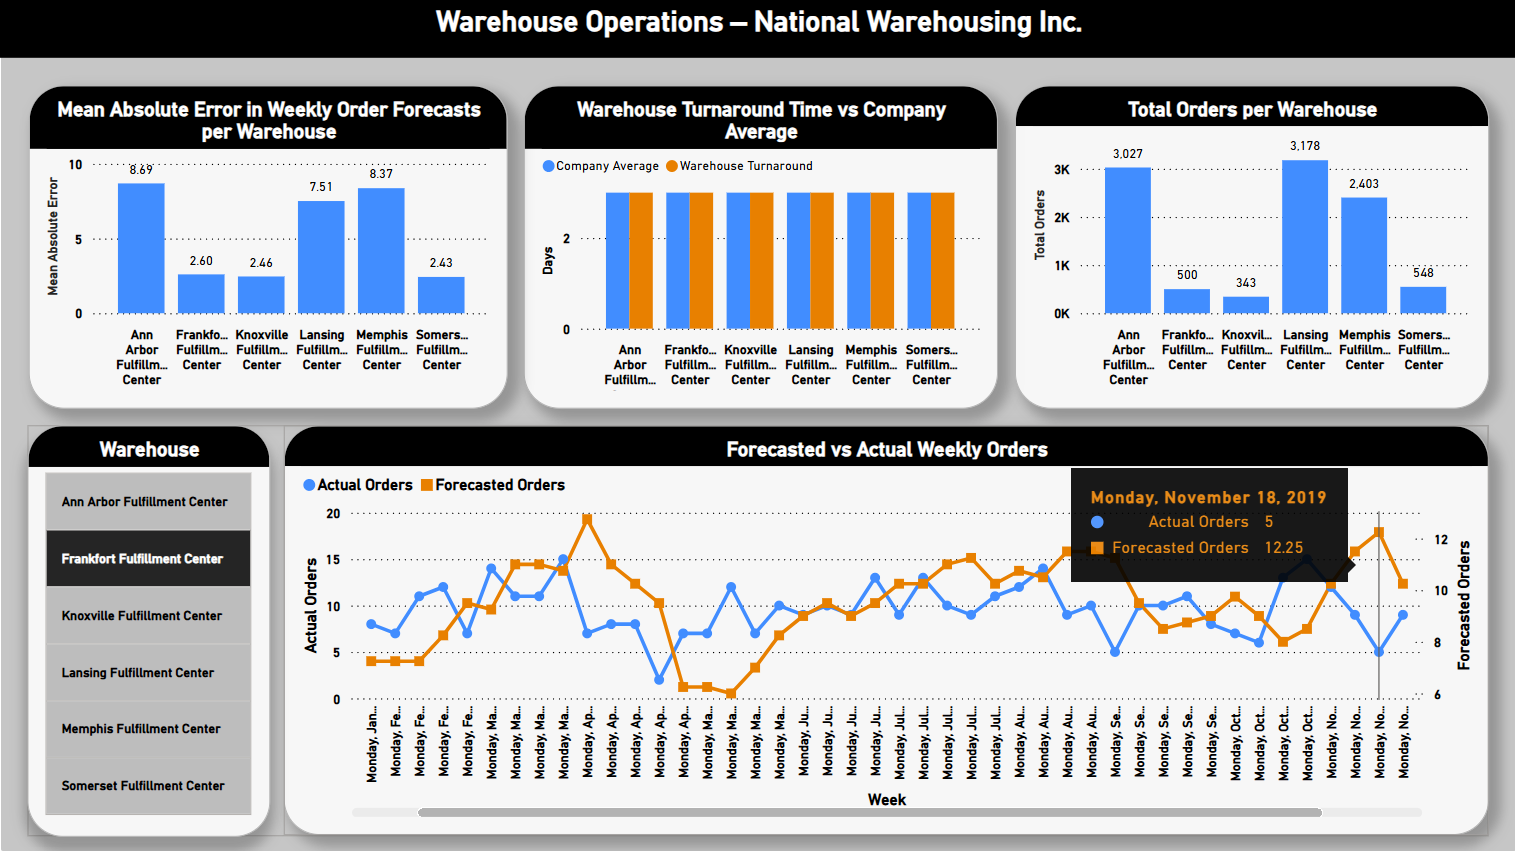 Warehouse Operations – National Warehousing Inc.
Mean Absolute Error in Weekly Order Forecasts
per Warehouse
Mean Absolute Error
10
5
0
8.69
2.60
2.46
7.51
8.37
2.43
Ann
Arbor
Fulfillm...
Center
Frankfo...
Fulfillm...
Center
Knoxville
Fulfillm...
Center
Lansing
Fulfillm...
Center
Memphis
Fulfillm...
Center
Somers...
Fulfillm...
Center
Warehouse Turnaround Time vs Company
Average
Company Average
Warehouse Turnaround
Days
2
0
Ann
Arbor
Fulfillm...
Frankfo...
Fulfillm...
Center
Knoxville
Fulfillm...
Center
Lansing
Fulfillm...
Center
Memphis
Fulfillm...
Center
Somers...
Fulfillm...
Center
Total Orders per Warehouse
Total Orders
3K
2K
1K
0K
3,027
500
343
3,178
2,403
548
Ann
Arbor
Fulfillm...
Center
Frankfo...
Fulfillm...
Center
Knoxvil...
Fulfillm...
Center
Lansing
Fulfillm...
Center
Memphis
Fulfillm...
Center
Somers...
Fulfillm...
Center
Warehouse
Ann Arbor Fulfillment Center
Frankfort Fulfillment Center
Knoxville Fulfillment Center
Lansing Fulfillment Center
Memphis Fulfillment Center
Somerset Fulfillment Center
Forecasted vs Actual Weekly Orders
Actual Orders
Forecasted Orders
Actual Orders
20
15
10
5
0
Monday, November 18, 2019
Actual Orders 5
Forecasted Orders 12.25
12
10
8
6
Forecasted Orders
Monday, Jan...
Monday, Fe...
Monday, Fe...
Monday, Fe...
Monday, Fe...
Monday, Ma...
Monday, Ma...
Monday, Ma...
Monday, Ma...
Monday, Ap...
Monday, Ap...
Monday, Ap...
Monday, Ap...
Monday, Ap...
Monday, Ma...
Monday, Ma...
Monday, Ma...
Monday, Ma...
Monday, Ju...
Monday, Ju...
Monday, Ju...
Monday, Ju...
Monday, Jul...
Monday, Jul...
Monday, Jul...
Monday, Jul...
Monday, Jul...
Monday, Au...
Monday, Au...
Monday, Au...
Monday, Au...
Monday, Se...
Monday, Se...
Monday, Se...
Monday, Se...
Monday, Se...
Monday, Oct...
Monday, Oct...
Monday, Oct...
Monday, Oct...
Monday, No...
Monday, No...
Monday, No...
Monday, No...
Week